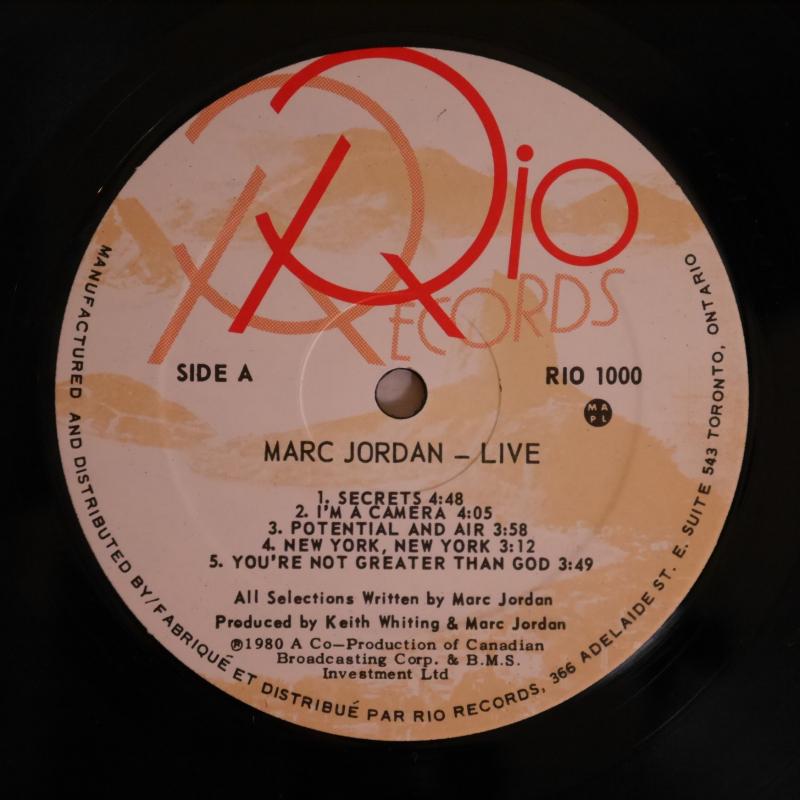 Rio
RECORDS
SIDE A
RIO 1000
MA
PL
MARC JORDAN – LIVE
1. SECRETS 4:48
2. I'M A CAMERA 4:05
3. POTENTIAL AND AIR 3:58
4. NEW YORK, NEW YORK 3:12
5. YOU'RE NOT GREATER THAN GOD 3:49
All Selections Written by Marc Jordan
Produced by Keith Whiting & Marc Jordan
℗1980 A Co—Production of Canadian
Broadcasting Corp. & B.M.S.
Investment Ltd
MANUFACTURED AND DISTRIBUTED BY/FABRIQUÉ ET DISTRIBUÉ PAR RIO RECORDS, 366 ADELAIDE ST. E. SUITE 543 TORONTO, ONTARIO